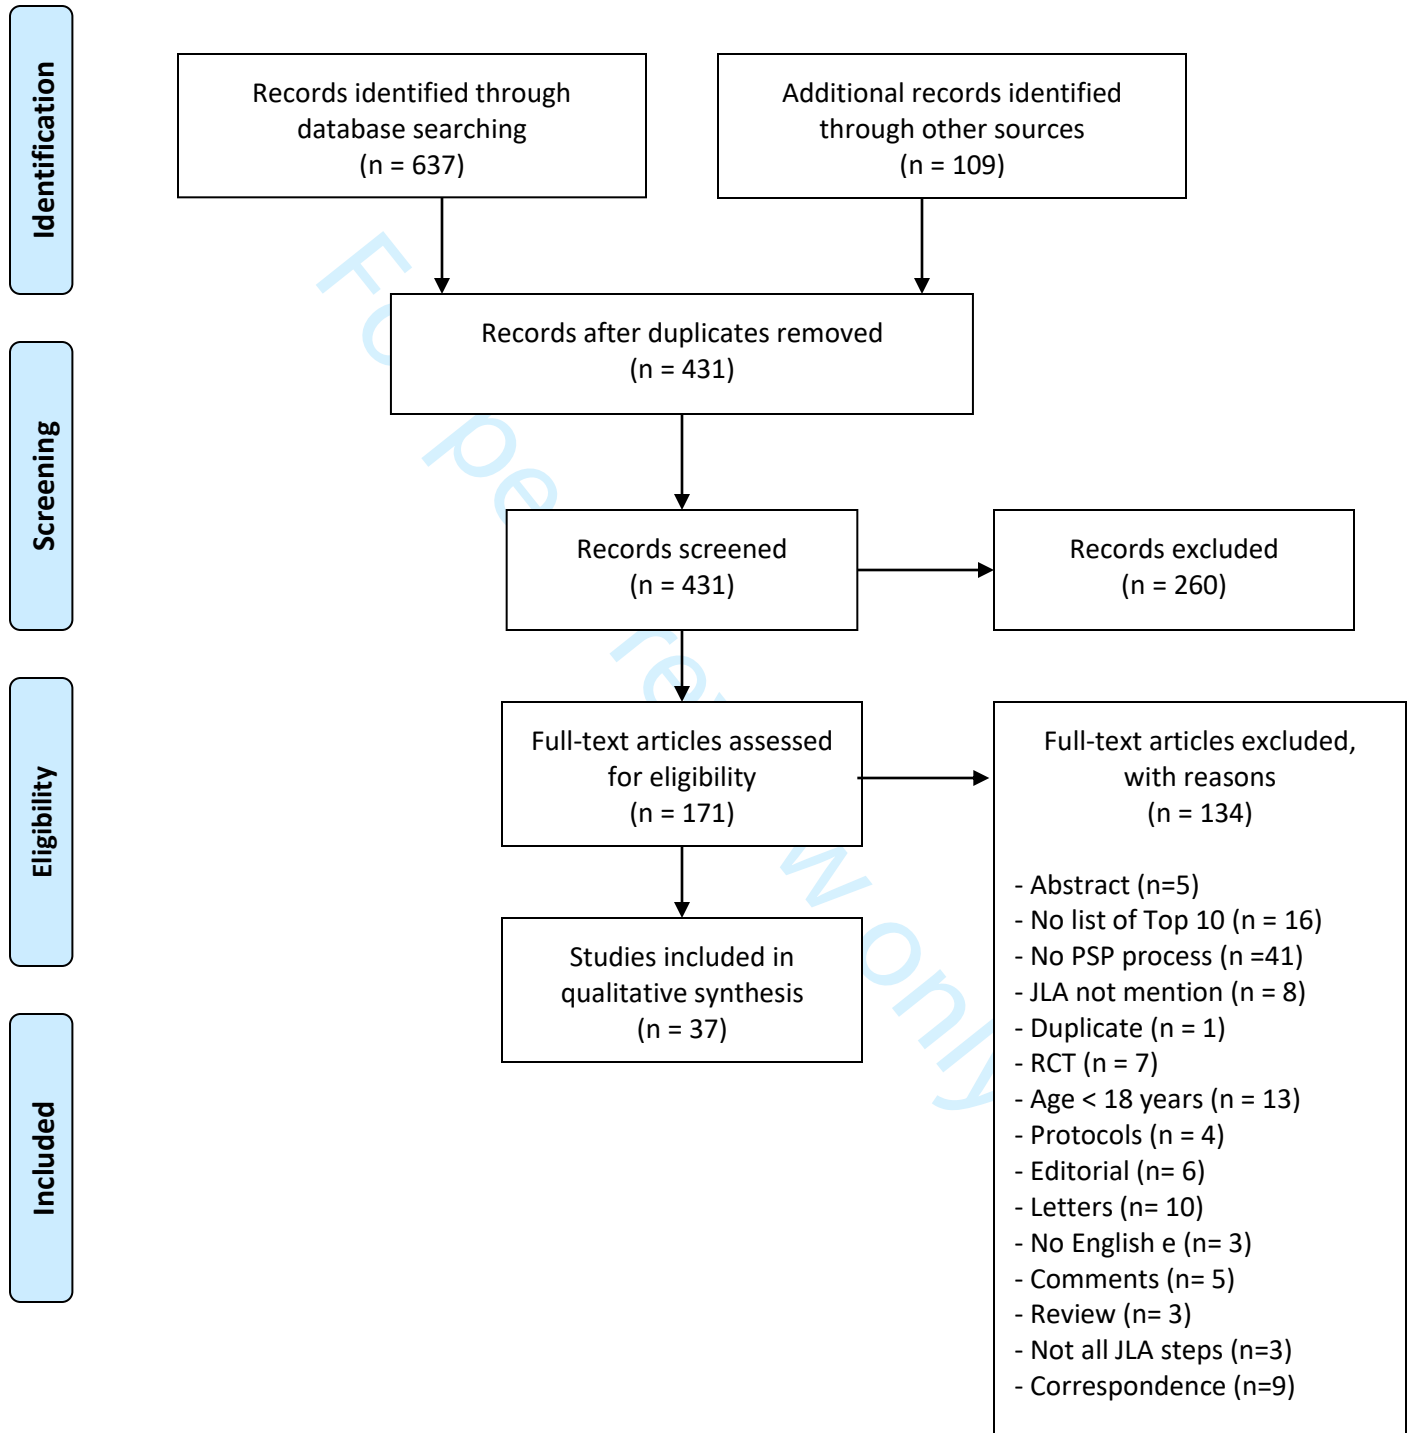 Identification
Records identified through
database searching
(n = 637)
Additional records identified
through other sources
(n = 109)
Records after duplicates removed
(n = 431)
Screening
Records screened
(n = 431)
Records excluded
(n = 260)
Eligibility
Full-text articles assessed
for eligibility
(n = 171)
Full-text articles excluded,
with reasons
(n = 134)
- Abstract (n=5)
- No list of Top 10 (n = 16)
- No PSP process (n =41)
- JLA not mention (n = 8)
- Duplicate (n = 1)
- RCT (n = 7)
- Age < 18 years (n = 13)
- Protocols (n = 4)
- Editorial (n= 6)
- Letters (n= 10)
- No English e (n= 3)
- Comments (n= 5)
- Review (n= 3)
- Not all JLA steps (n=3)
- Correspondence (n=9)
Studies included in
qualitative synthesis
(n = 37)
Included
For peer review only